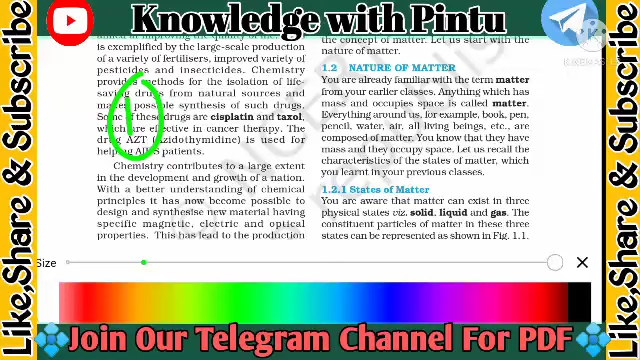 Knowledge with Pintu
Like,Share & Subscribe
aimed at improving the quality of life,
is exemplified by the large-scale production
of a variety of fertilisers, improved variety of
pesticides and insecticides. Chemistry
provides methods for the isolation of life-
saving drugs from natural sources and
makes possible synthesis of such drugs.
Some of these drugs are cisplatin and taxol,
which are effective in cancer therapy. The
drug AZT (Azidothymidine) is used for
helping AIDS patients.
Chemistry contributes to a large extent
in the development and growth of a nation.
With a better understanding of chemical
principles it has now become possible to
design and synthesise new material having
specific magnetic, electric and optical
properties. This has lead to the production
the concept of matter. Let us start with the
nature of matter.
1.2 NATURE OF MATTER
You are already familiar with the term matter
from your earlier classes. Anything which has
mass and occupies space is called matter.
Everything around us, for example, book, pen,
pencil, water, air, all living beings, etc., are
composed of matter. You know that they have
mass and they occupy space. Let us recall the
characteristics of the states of matter, which
you learnt in your previous classes.
1.2.1 States of Matter
You are aware that matter can exist in three
physical states viz. solid, liquid and gas. The
constituent particles of matter in these three
states can be represented as shown in Fig. 1.1.
Like,Share & Subscribe
Size
Join Our Telegram Channel For PDF